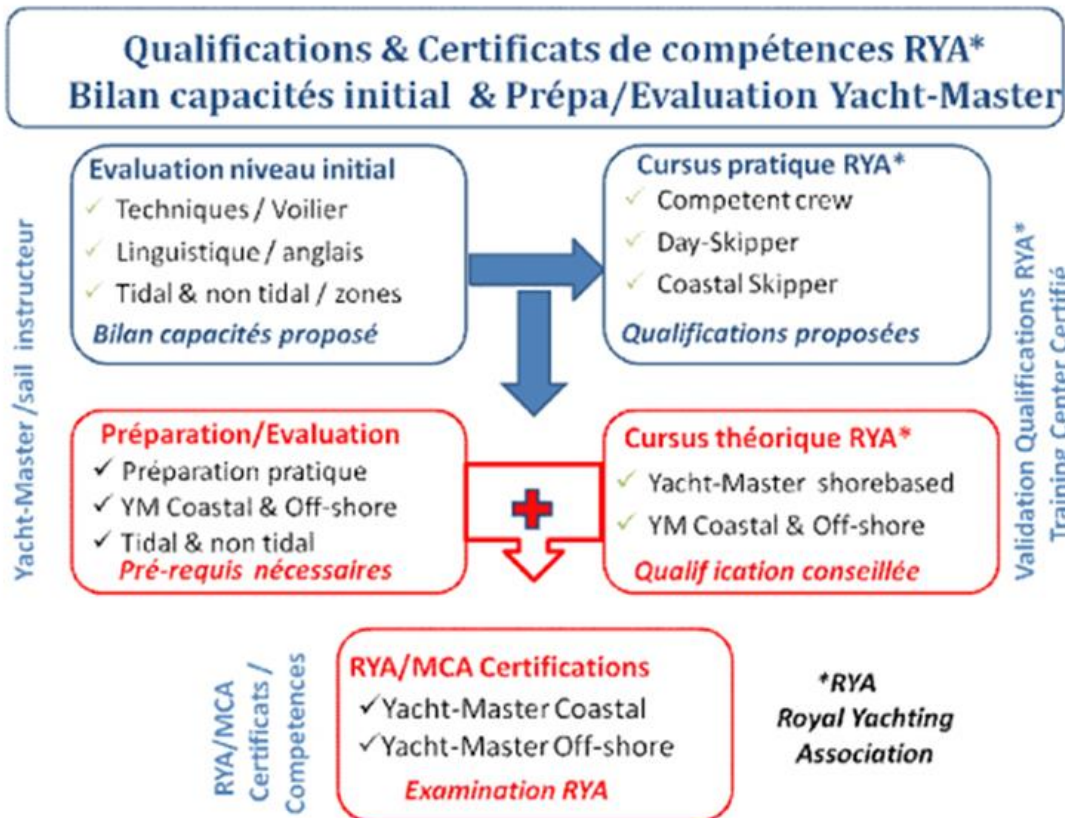 Qualifications & Certificats de compétences RYA*
Bilan capacités initial & Prépa/Evaluation Yacht-Master
Yacht-Master /sail instructeur
Evaluation niveau initial
Techniques / Voilier
Linguistique / anglais
Tidal & non tidal / zones
Bilan capacités proposé
Cursus pratique RYA*
Competent crew
Day-Skipper
Coastal Skipper
Qualifications proposées
Validation Qualifications RYA*
Training Center Certifié
Préparation/Evaluation
Préparation pratique
YM Coastal & Off-shore
Tidal & non tidal
Pré-requis nécessaires
Cursus théorique RYA*
Yacht-Master shorebased
YM Coastal & Off-shore
Qualification conseillée
RYA/MCA
Certificats /
Competences
RYA/MCA Certifications
Yacht-Master Coastal
Yacht-Master Off-shore
Examination RYA
*RYA
Royal Yachting
Association